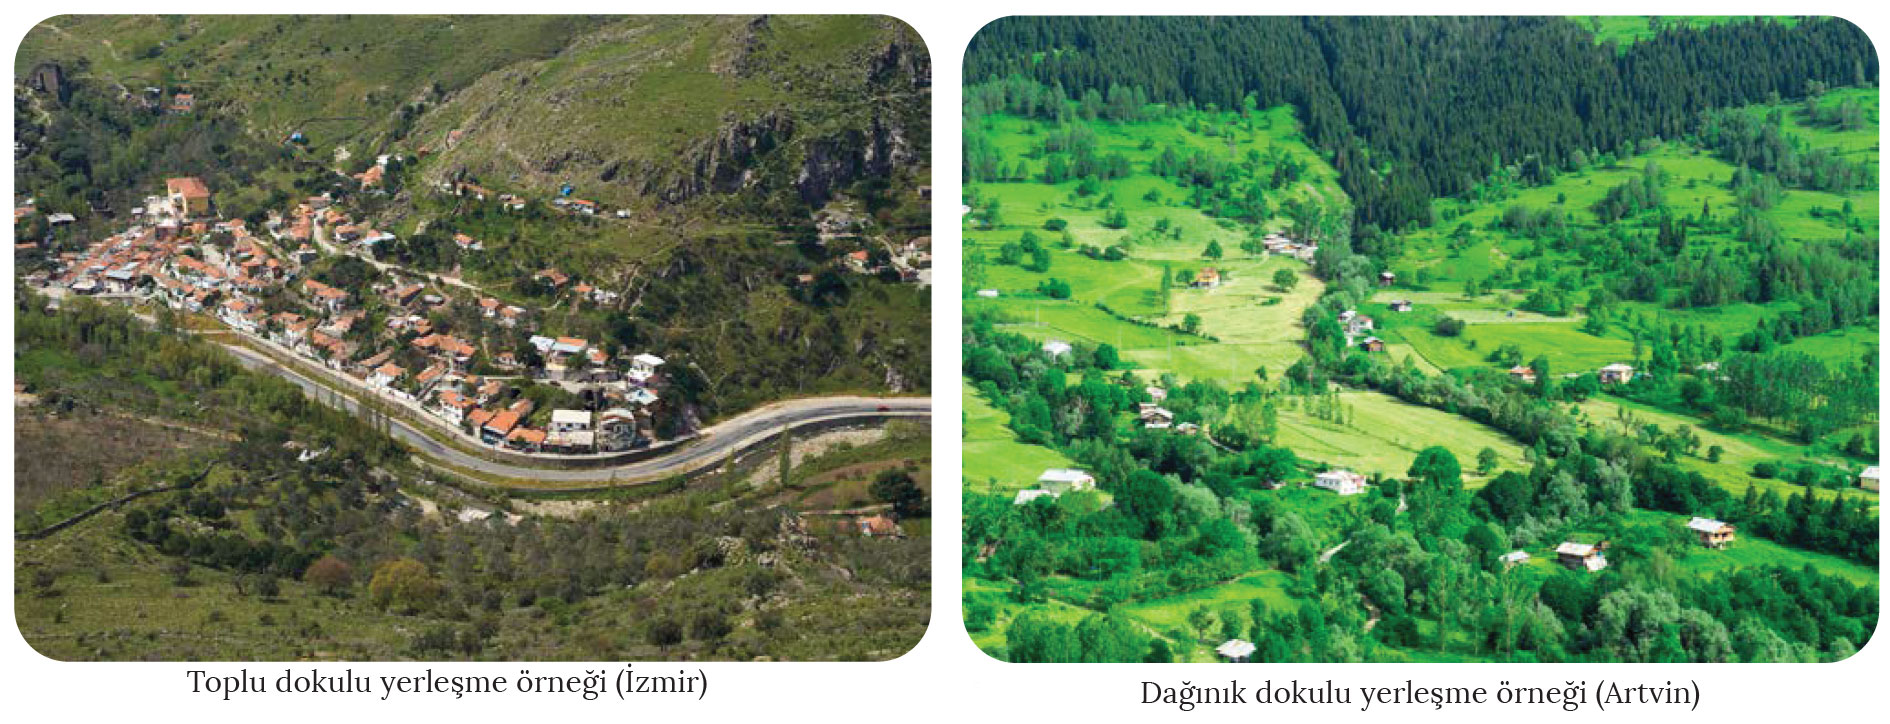 Toplu dokulu yerleşme örneği (İzmir)
Dağınık dokulu yerleşme örneği (Artvin)